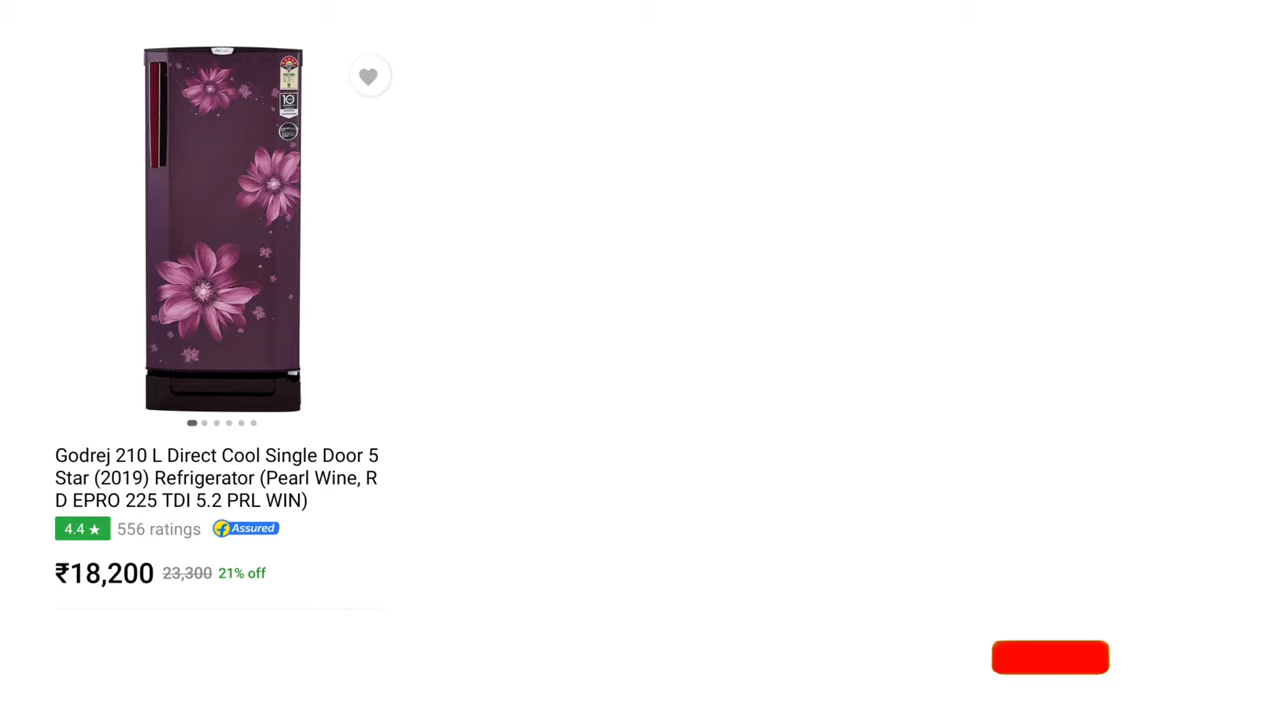 10
Godrej 210 L Direct Cool Single Door 5
Star (2019) Refrigerator (Pearl Wine, R
D EPRO 225 TDI 5.2 PRL WIN)
4.4 ★ 556 ratings Assured
₹18,200 23,300 21% off